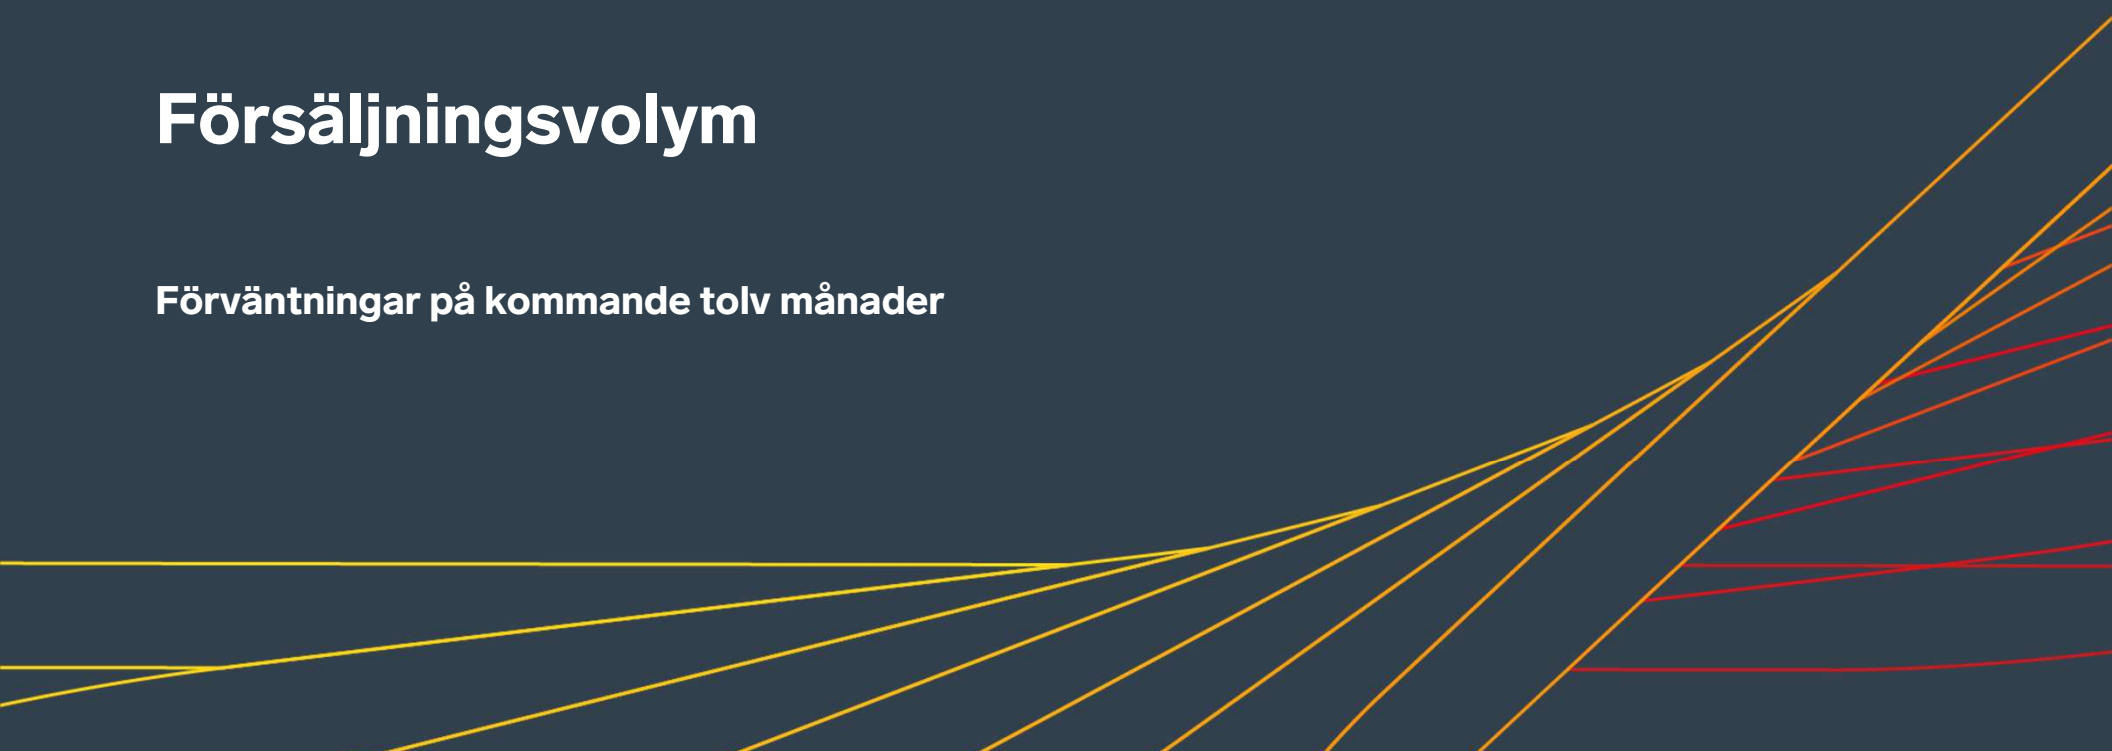 Försäljningsvolym
Förväntningar på kommande tolv månader